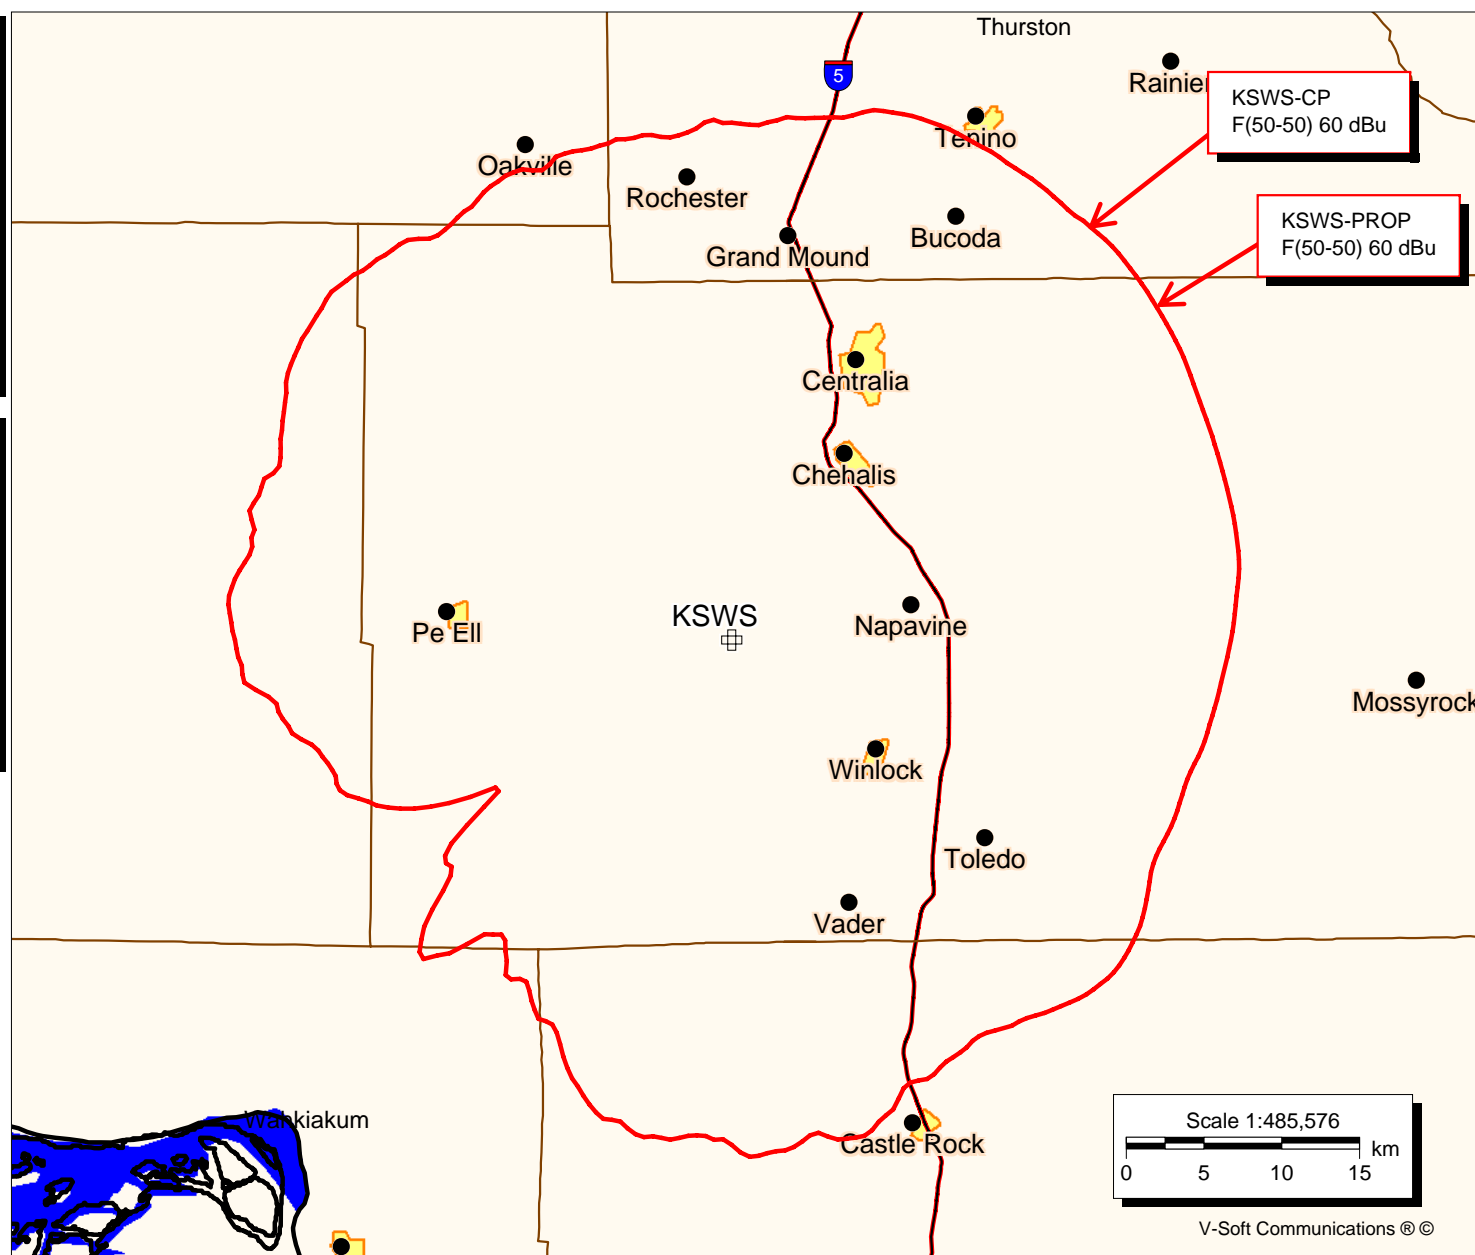 Thurston
5
Rainier
KSWS-CP
F(50-50) 60 dBu
Tenino
Oakville
Rochester
KSWS-PROP
F(50-50) 60 dBu
Bucoda
Grand Mound
Centralia
Chehalis
KSWS
Napavine
Pe Ell
Mossyrock
Winlock
Toledo
Vader
Wahkiakum
Castle Rock
Scale 1:485,576
km
0 5 10 15
V-Soft Communications ® ©